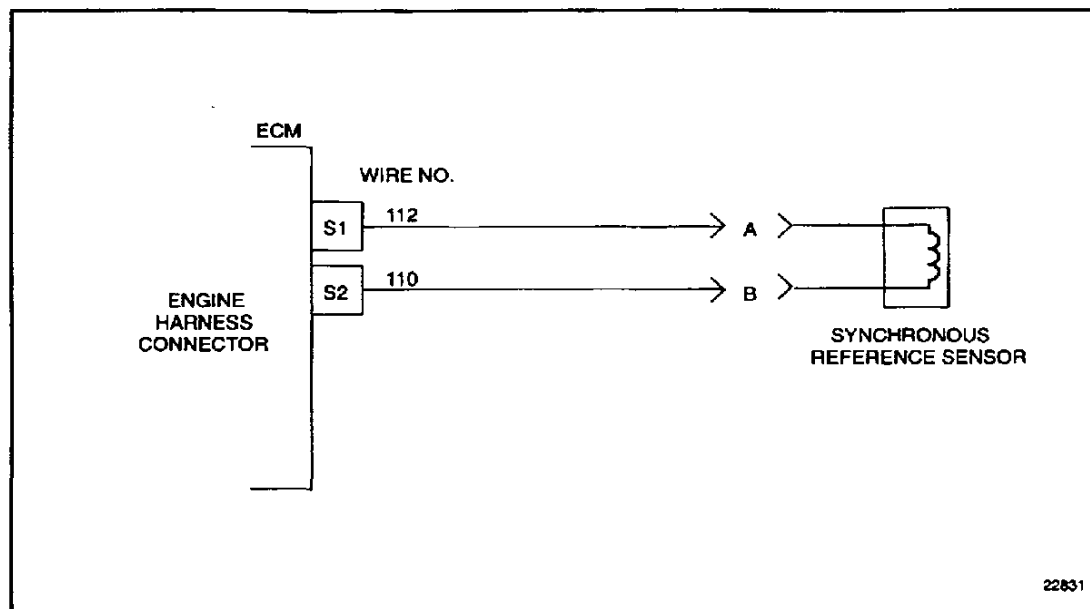 ECM
WIRE NO.
S1
112
A
S2
110
B
ENGINE
HARNESS
CONNECTOR
SYNCHRONOUS
REFERENCE SENSOR
22831